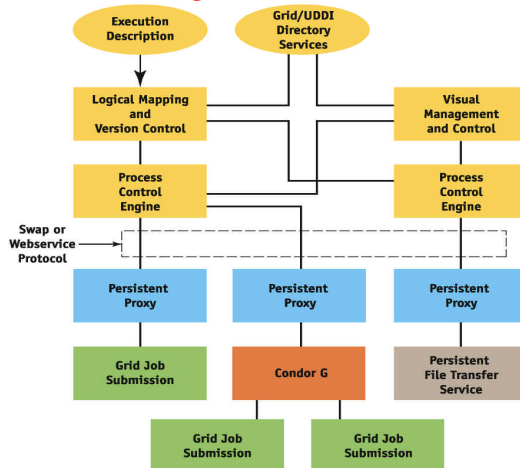 Execution
Description
Grid/UDDI
Directory
Services
Logical Mapping
and
Version Control
Visual
Management
and Control
Process
Control
Engine
Process
Control
Engine
Swap or
Webservice
Protocol
Persistent
Proxy
Persistent
Proxy
Persistent
Proxy
Grid Job
Submission
Condor G
Persistent
File Transfer
Service
Grid Job
Submission
Grid Job
Submission